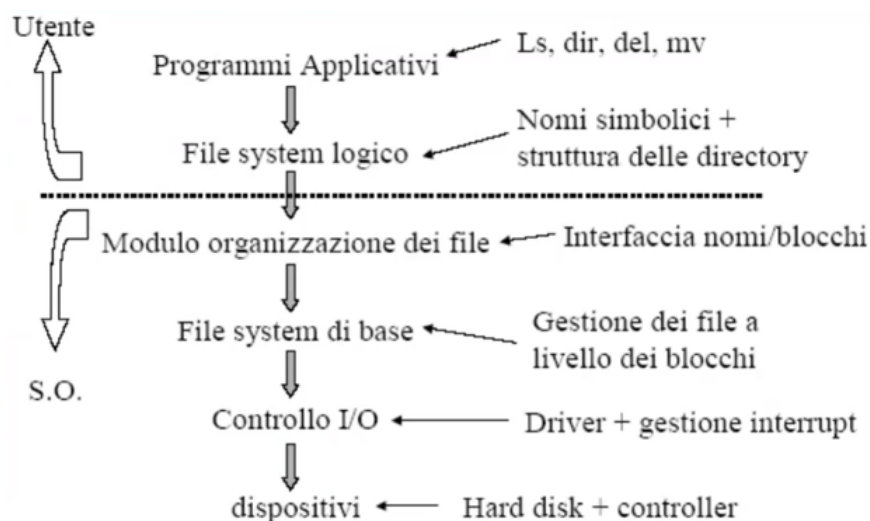 Utente
Programmi Applicativi
Ls, dir, del, mv
File system logico
Nomi simbolici +
struttura delle directory
Modulo organizzazione dei file
Interfaccia nomi/blocchi
File system di base
Gestione dei file a
livello dei blocchi
S.O.
Controllo I/O
Driver + gestione interrupt
dispositivi
Hard disk + controller